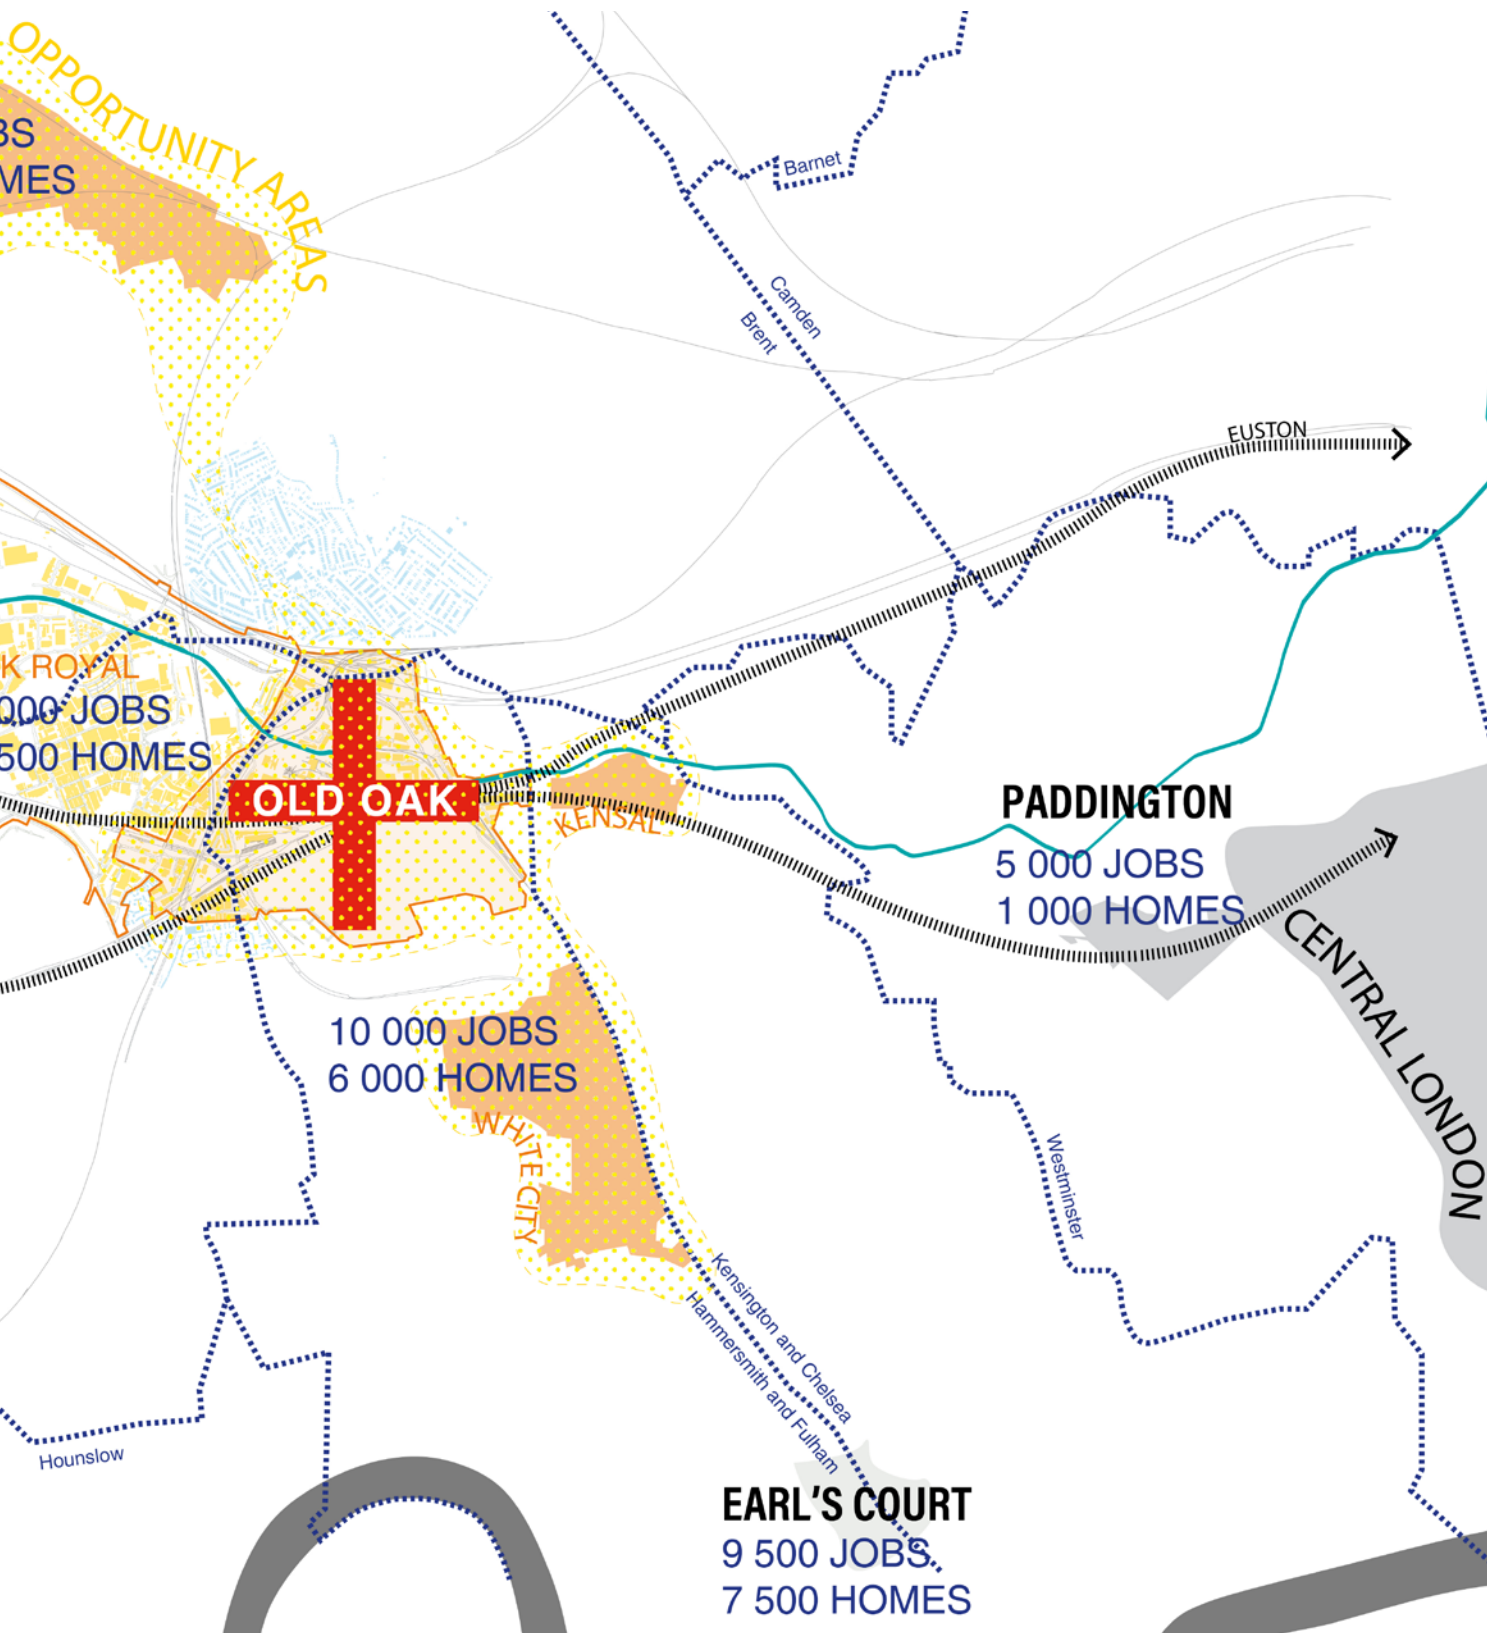 OPPORTUNITY AREAS
BS
MES
Barnet
Camden
Brent
EUSTON
K ROYAL
000 JOBS
500 HOMES
OLD OAK
KENSAL
PADDINGTON
5 000 JOBS
1 000 HOMES
CENTRAL LONDON
10 000 JOBS
6 000 HOMES
WHITE CITY
Westminster
Kensington and Chelsea
Hammersmith and Fulham
Hounslow
EARL'S COURT
9 500 JOBS
7 500 HOMES